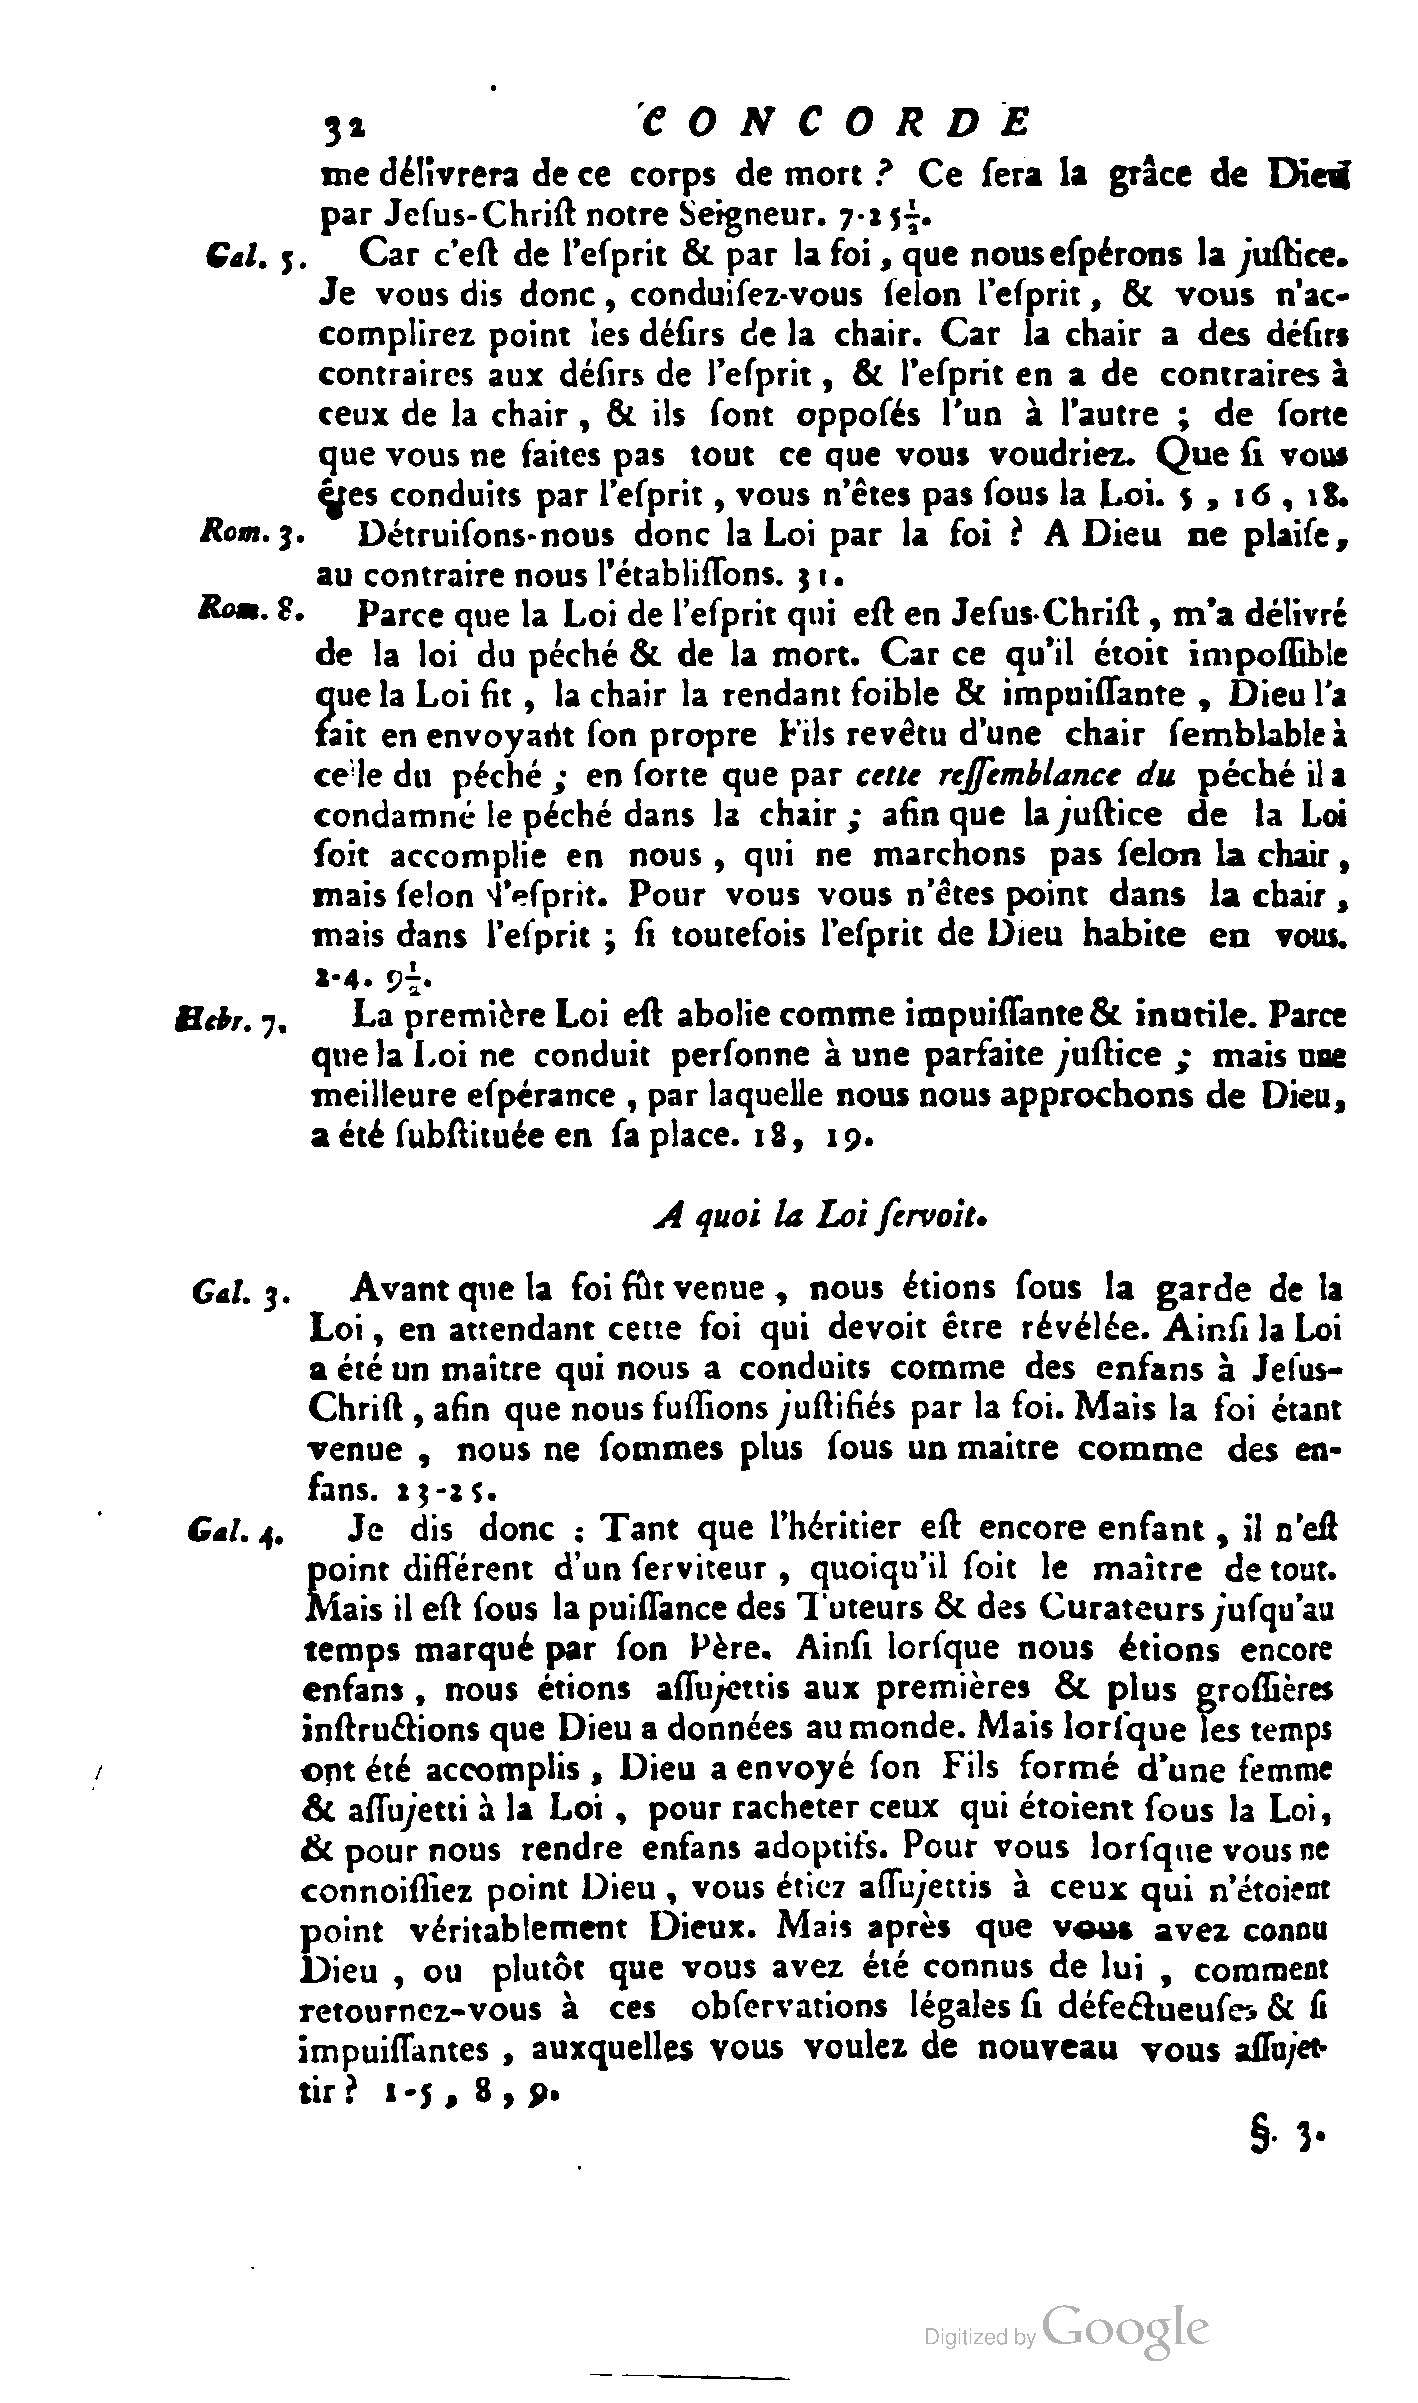 32 CONCORDE
me délivrera de ce corps de mort ? Ce ſera la grâce de Dieu
par Jeſus-Chriſt notre Seigneur. 7-25½.
Gal. 5. Car c'eſt de l'eſprit & par la foi, que nous eſpérons la juſtice.
Je vous dis donc, conduiſez-vous ſelon l'eſprit, & vous n'ac-
complirez point les déſirs de la chair. Car la chair a des déſirs
contraires aux déſirs de l'eſprit, & l'eſprit en a de contraires à
ceux de la chair, & ils ſont oppoſés l'un à l'autre ; de ſorte
que vous ne faites pas tout ce que vous voudriez. Que ſi vous
êtes conduits par l'eſprit, vous n'êtes pas ſous la Loi. 5, 16, 18.
Rom. 3. Détruiſons-nous donc la Loi par la foi ? A Dieu ne plaiſe,
au contraire nous l'établiſſons. 31.
Rom. 8. Parce que la Loi de l'eſprit qui eſt en Jeſus-Chriſt, m'a délivré
de la loi du péché & de la mort. Car ce qu'il étoit impoſſible
que la Loi fit, la chair la rendant foible & impuiſſante, Dieu l'a
fait en envoyant ſon propre Fils revêtu d'une chair ſemblable à
celle du péché ; en ſorte que par cette reſſemblance du péché il a
condamné le péché dans la chair ; afin que la juſtice de la Loi
ſoit accomplie en nous, qui ne marchons pas ſelon la chair,
mais ſelon l'eſprit. Pour vous vous n'êtes point dans la chair,
mais dans l'eſprit ; ſi toutefois l'eſprit de Dieu habite en vous.
2-4. 9½.
Hebr. 7. La première Loi eſt abolie comme impuiſſante & inutile. Parce
que la Loi ne conduit perſonne à une parfaite juſtice ; mais une
meilleure eſpérance, par laquelle nous nous approchons de Dieu,
a été ſubſtituée en ſa place. 18, 19.
A quoi la Loi ſervoit.
Gal. 3. Avant que la foi fût venue, nous étions ſous la garde de la
Loi, en attendant cette foi qui devoit être révélée. Ainſi la Loi
a été un maître qui nous a conduits comme des enfans à Jeſus-
Chriſt, afin que nous fuſſions juſtifiés par la foi. Mais la foi étant
venue, nous ne ſommes plus ſous un maitre comme des en-
fans. 23-25.
Gal. 4. Je dis donc : Tant que l'héritier eſt encore enfant, il n'eſt
point différent d'un ſerviteur, quoiqu'il ſoit le maître de tout.
Mais il eſt ſous la puiſſance des Tuteurs & des Curateurs juſqu'au
temps marqué par ſon Père. Ainſi lorſque nous étions encore
enfans, nous étions aſſujettis aux premières & plus groſſières
inſtructions que Dieu a données au monde. Mais lorſque les temps
ont été accomplis, Dieu a envoyé ſon Fils formé d'une femme
& aſſujetti à la Loi, pour racheter ceux qui étoient ſous la Loi,
& pour nous rendre enfans adoptifs. Pour vous lorſque vous ne
connoiſſiez point Dieu, vous étiez aſſujettis à ceux qui n'étoient
point véritablement Dieux. Mais après que vous avez connu
Dieu, ou plutôt que vous avez été connus de lui, comment
retournez-vous à ces obſervations légales ſi défectueuſes & ſi
impuiſſantes, auxquelles vous voulez de nouveau vous aſſujet-
tir ? 1-5, 8, 9.
§. 3.
Digitized by Google